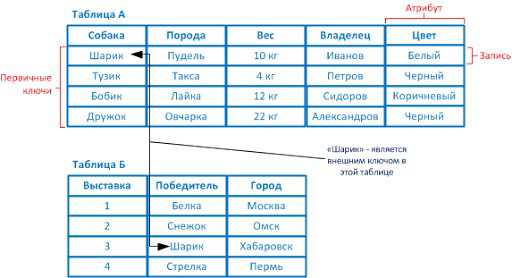 Таблица А
Атрибут
Собака Порода Вес Владелец Цвет
Шарик Пудель 10 кг Иванов Белый
Запись
Первичные ключи
Тузик Такса 4 кг Петров Черный
Бобик Лайка 12 кг Сидоров Коричневый
Дружок Овчарка 22 кг Александров Черный
«Шарик» - является
внешним ключом в
этой таблице
Таблица Б
Выставка Победитель Город
1 Белка Москва
2 Снежок Омск
3 Шарик Хабаровск
4 Стрелка Пермь